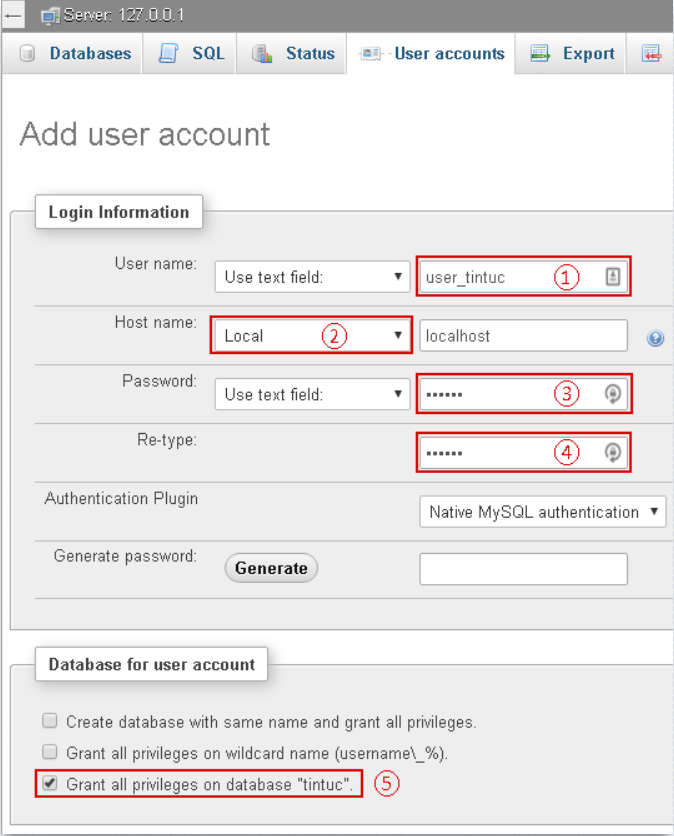 Server: 127.0.0.1
Databases SQL Status User accounts Export
Add user account
Login Information
User name: Use text field: user_tintuc 1
Host name: Local 2 localhost
Password: Use text field: •••••• 3
Re-type: •••••• 4
Authentication Plugin Native MySQL authentication
Generate password: Generate
Database for user account
Create database with same name and grant all privileges.
Grant all privileges on wildcard name (username\_%).
Grant all privileges on database "tintuc". 5